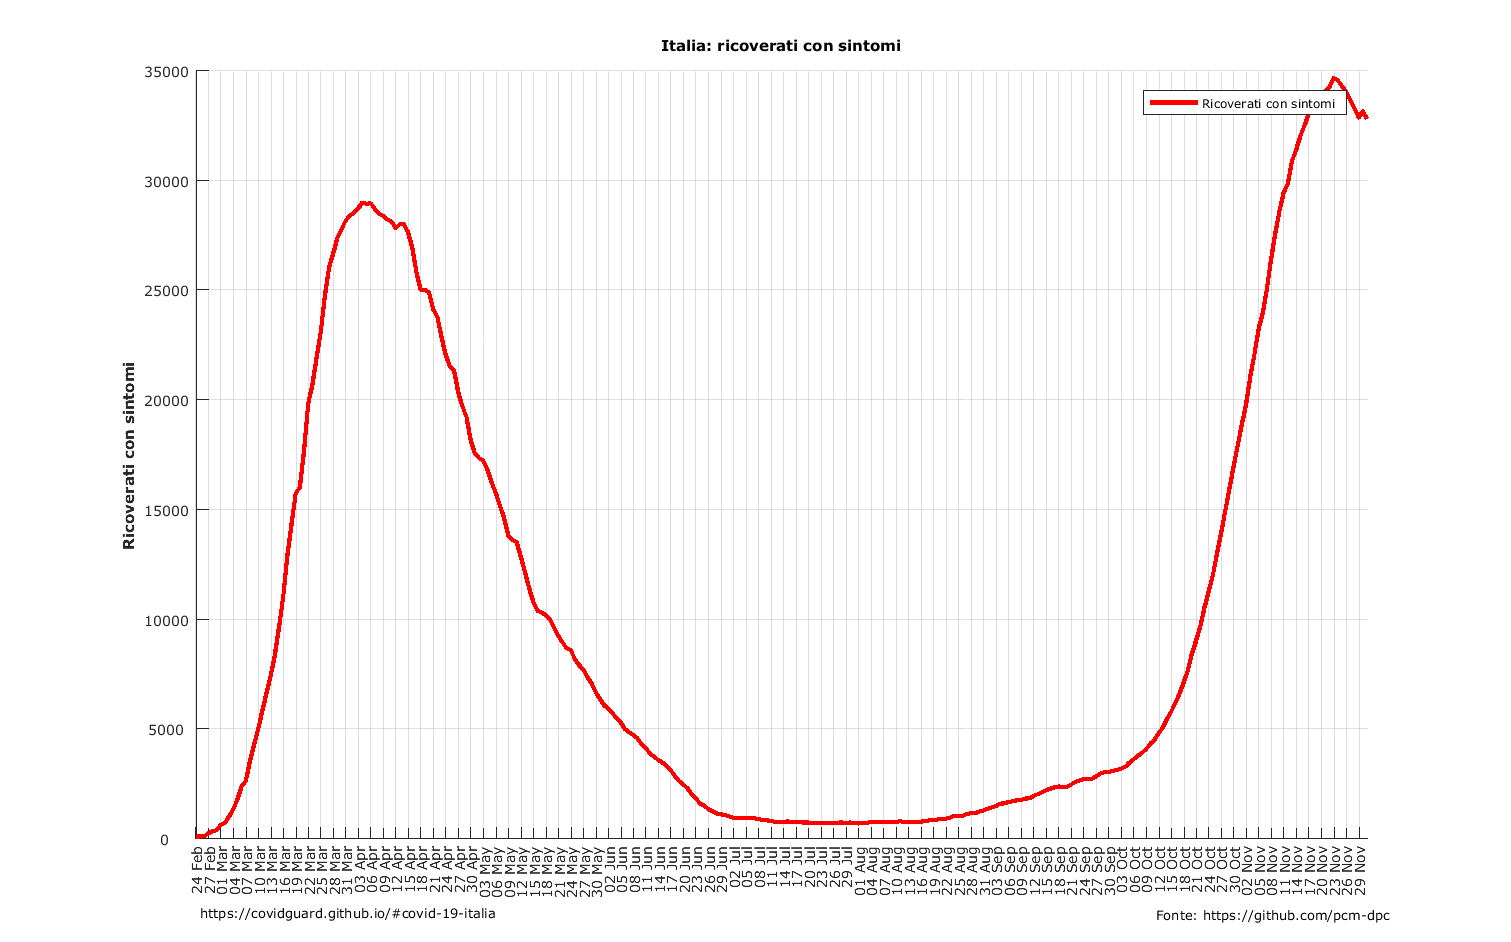 Italia: ricoverati con sintomi
Ricoverati con sintomi
Ricoverati con sintomi
35000
30000
25000
20000
15000
10000
5000
0
24 Feb
27 Feb
01 Mar
04 Mar
07 Mar
10 Mar
13 Mar
16 Mar
19 Mar
22 Mar
25 Mar
28 Mar
31 Mar
03 Apr
06 Apr
09 Apr
12 Apr
15 Apr
18 Apr
21 Apr
24 Apr
27 Apr
30 Apr
03 May
06 May
09 May
12 May
15 May
18 May
21 May
24 May
27 May
30 May
02 Jun
05 Jun
08 Jun
11 Jun
14 Jun
17 Jun
20 Jun
23 Jun
26 Jun
29 Jun
02 Jul
05 Jul
08 Jul
11 Jul
14 Jul
17 Jul
20 Jul
23 Jul
26 Jul
29 Jul
01 Aug
04 Aug
07 Aug
10 Aug
13 Aug
16 Aug
19 Aug
22 Aug
25 Aug
28 Aug
31 Aug
03 Sep
06 Sep
09 Sep
12 Sep
15 Sep
18 Sep
21 Sep
24 Sep
27 Sep
30 Sep
03 Oct
06 Oct
09 Oct
12 Oct
15 Oct
18 Oct
21 Oct
24 Oct
27 Oct
30 Oct
02 Nov
05 Nov
08 Nov
11 Nov
14 Nov
17 Nov
20 Nov
23 Nov
26 Nov
29 Nov
https://covidguard.github.io/#covid-19-italia
Fonte: https://github.com/pcm-dpc